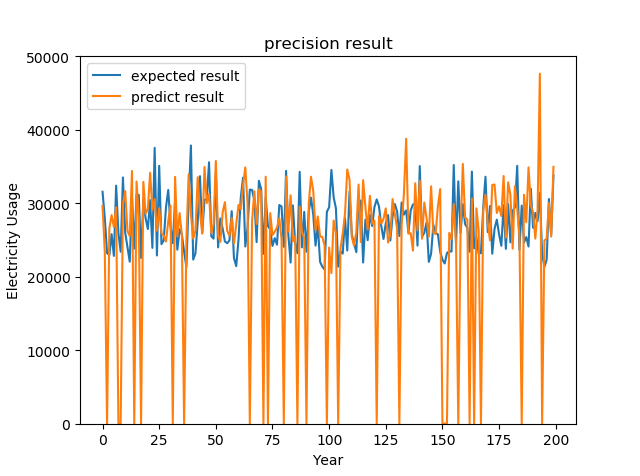 precision result
expected result
predict result
50000
40000
30000
20000
10000
0
Electricity Usage
0 25 50 75 100 125 150 175 200
Year